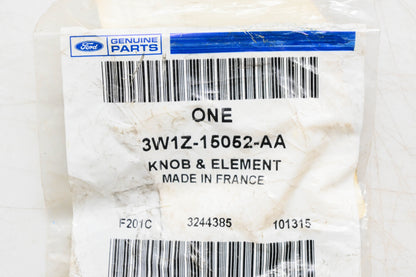 Ford
GENUINE
PARTS
ONE
3W1Z-15052-AA
KNOB & ELEMENT
MADE IN FRANCE
F201C 3244385 101315